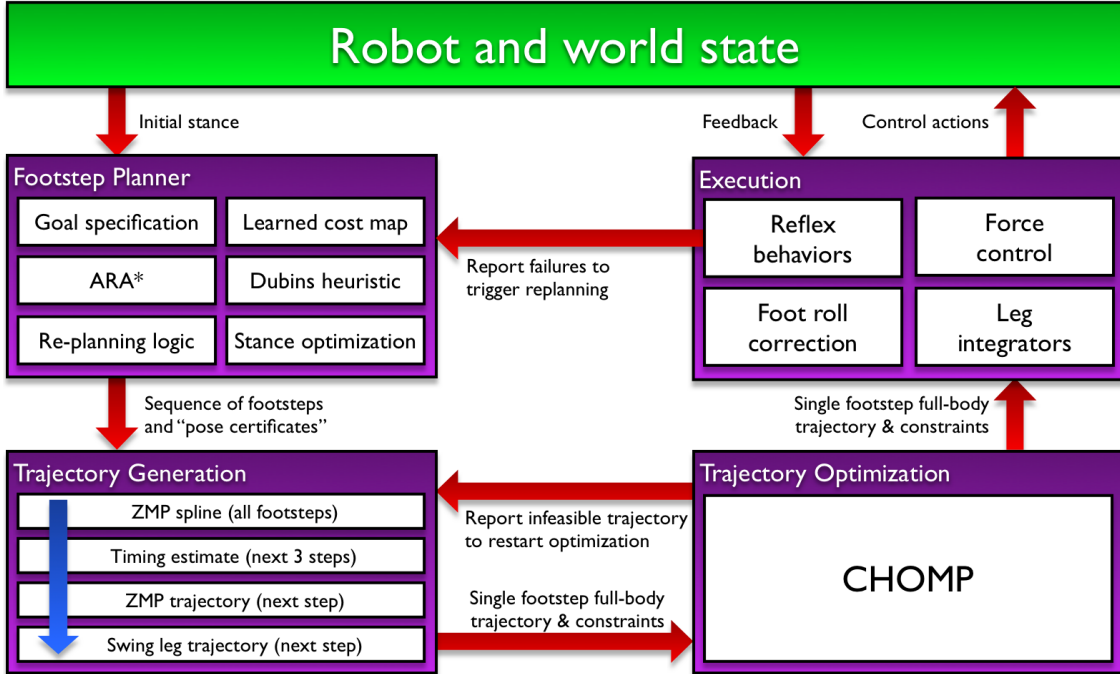 Robot and world state
Initial stance
Feedback
Control actions
Footstep Planner
Goal specification
Learned cost map
ARA*
Dubins heuristic
Re-planning logic
Stance optimization
Execution
Reflex
behaviors
Force
control
Foot roll
correction
Leg
integrators
Report failures to
trigger replanning
Sequence of footsteps
and “pose certificates”
Single footstep full-body
trajectory & constraints
Trajectory Generation
ZMP spline (all footsteps)
Timing estimate (next 3 steps)
ZMP trajectory (next step)
Swing leg trajectory (next step)
Report infeasible trajectory
to restart optimization
Single footstep full-body
trajectory & constraints
Trajectory Optimization
CHOMP